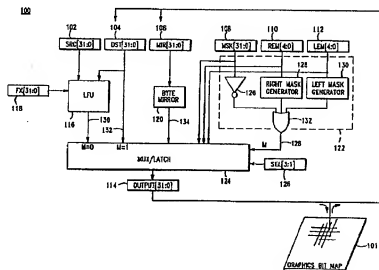 100
102 104 106 108 110 112
SRC[31:0] DST[31:0] MIR[31:0] MSK[31:0] REM[4:0] LEM[4:0]
128 130
FX[31:0] LFU BYTE MIRROR 126 RIGHT MASK GENERATOR LEFT MASK GENERATOR
118 116 120
130 132 134 132
122
M=0 M=1 M 128
MUX/LATCH SEL[3:1]
124 126
114 OUTPUT[31:0]
101
GRAPHICS BIT MAP